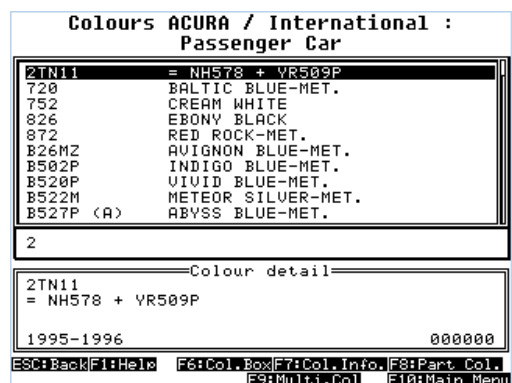 Colours ACURA / International :
Passenger Car
2TN11 = NH578 + YR509P
720 BALTIC BLUE-MET.
752 CREAM WHITE
826 EBONY BLACK
872 RED ROCK-MET.
B26MZ AVIGNON BLUE-MET.
B502P INDIGO BLUE-MET.
B520P VIVID BLUE-MET.
B522M METEOR SILVER-MET.
B527P (A) ABYSS BLUE-MET.
2
Colour detail
2TN11
= NH578 + YR509P
1995-1996 000000
ESC:Back F1:Help F6:Col.Box F7:Col.Info. F8:Part Col.
F9:Multi.Col F10:Main Menu